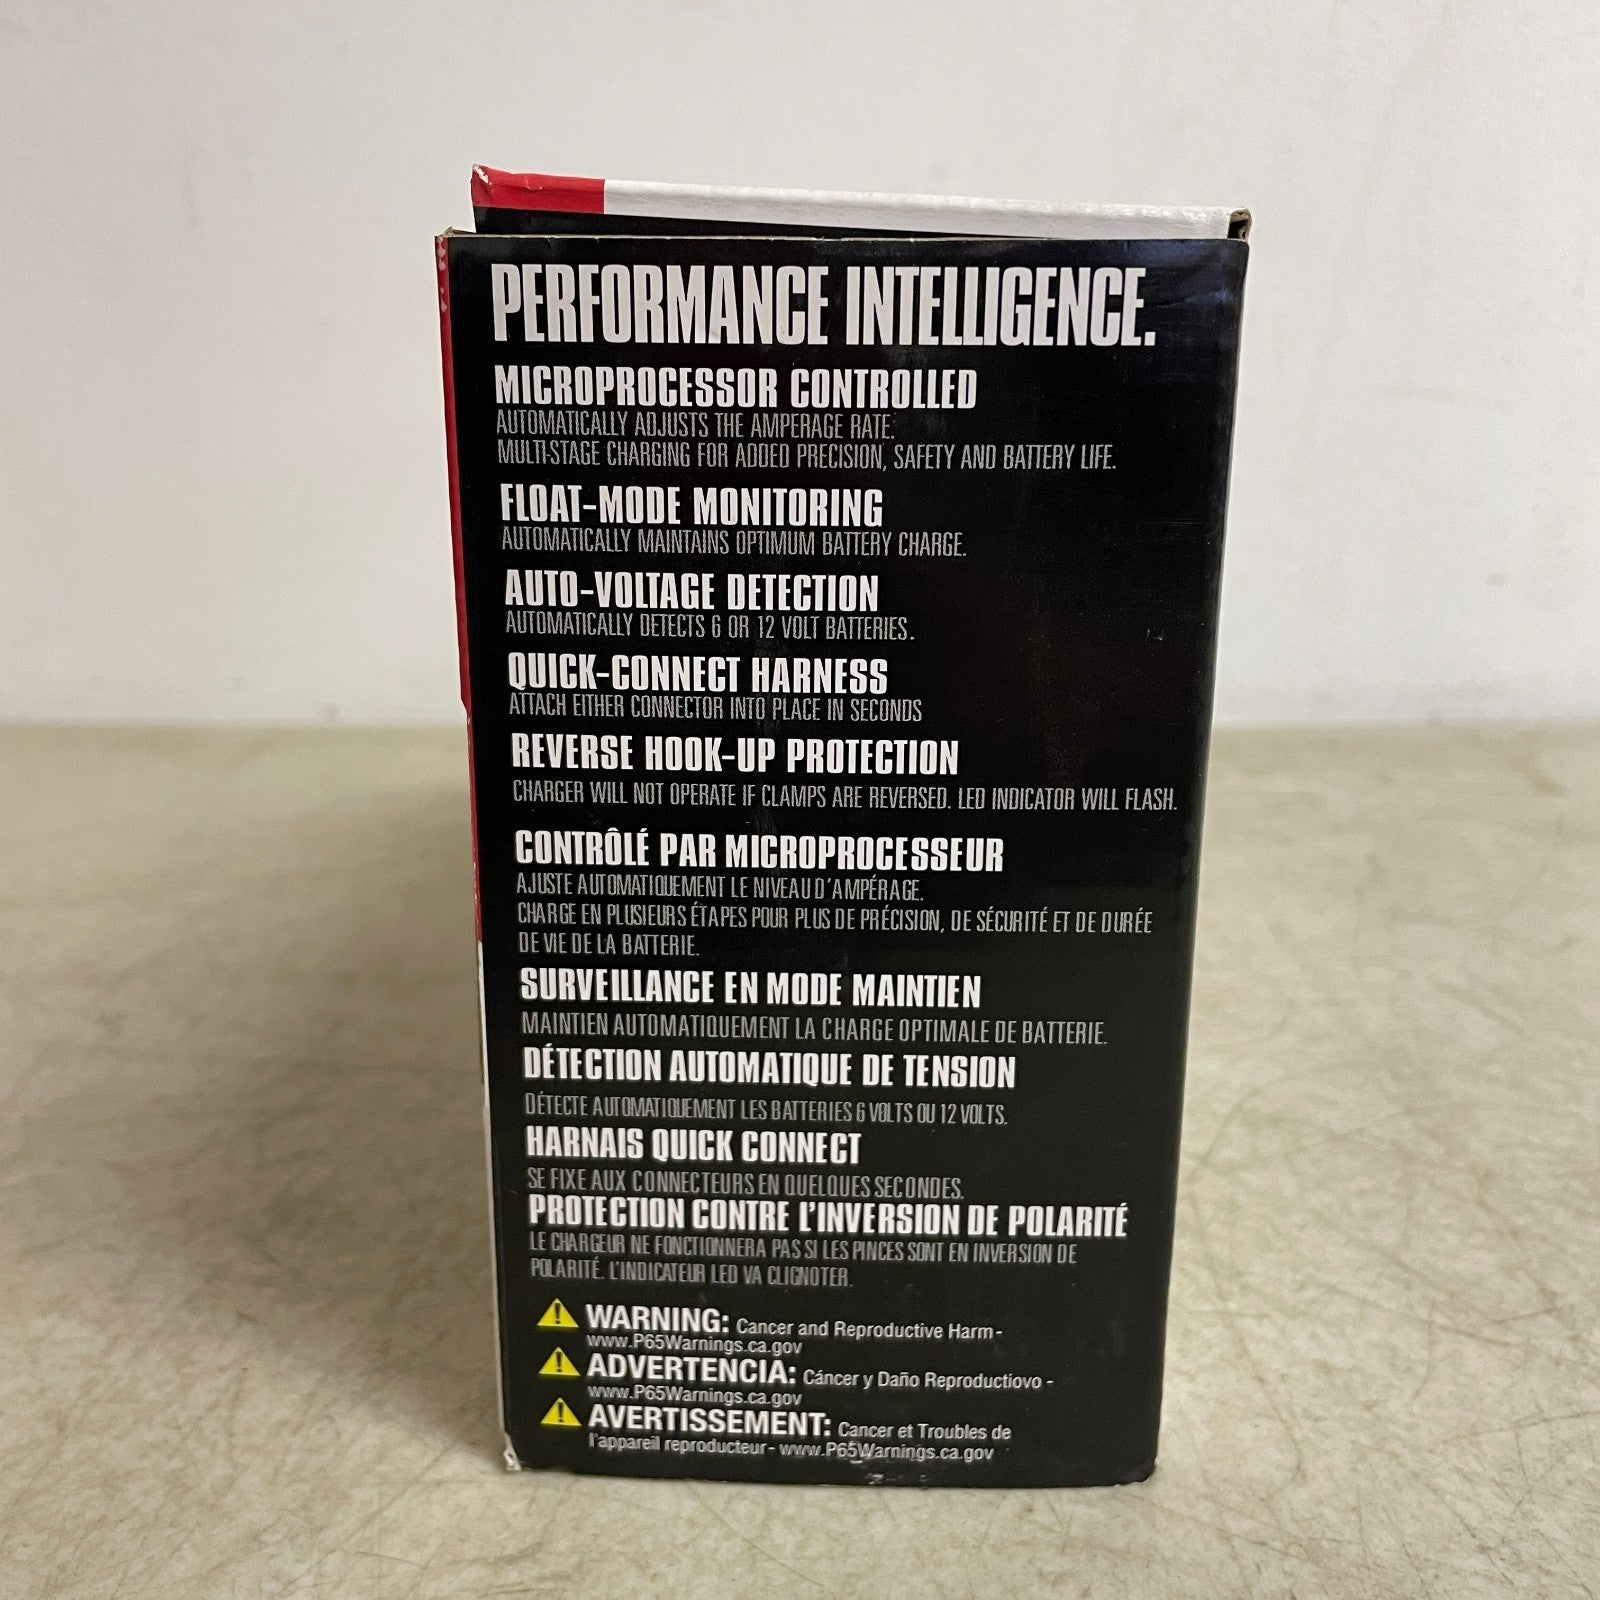 PERFORMANCE INTELLIGENCE.
MICROPROCESSOR CONTROLLED
AUTOMATICALLY ADJUSTS THE AMPERAGE RATE.
MULTI-STAGE CHARGING FOR ADDED PRECISION, SAFETY AND BATTERY LIFE.
FLOAT-MODE MONITORING
AUTOMATICALLY MAINTAINS OPTIMUM BATTERY CHARGE.
AUTO-VOLTAGE DETECTION
AUTOMATICALLY DETECTS 6 OR 12 VOLT BATTERIES.
QUICK-CONNECT HARNESS
ATTACH EITHER CONNECTOR INTO PLACE IN SECONDS
REVERSE HOOK-UP PROTECTION
CHARGER WILL NOT OPERATE IF CLAMPS ARE REVERSED. LED INDICATOR WILL FLASH.
CONTRÔLÉ PAR MICROPROCESSEUR
AJUSTE AUTOMATIQUEMENT LE NIVEAU D'AMPÉRAGE.
CHARGE EN PLUSIEURS ÉTAPES POUR PLUS DE PRÉCISION, DE SÉCURITÉ ET DE DURÉE
DE VIE DE LA BATTERIE.
SURVEILLANCE EN MODE MAINTIEN
MAINTIEN AUTOMATIQUEMENT LA CHARGE OPTIMALE DE BATTERIE.
DÉTECTION AUTOMATIQUE DE TENSION
DÉTECTE AUTOMATIQUEMENT LES BATTERIES 6 VOLTS OU 12 VOLTS.
HARNAIS QUICK CONNECT
SE FIXE AUX CONNECTEURS EN QUELQUES SECONDES.
PROTECTION CONTRE L'INVERSION DE POLARITÉ
LE CHARGEUR NE FONCTIONNERA PAS SI LES PINCES SONT EN INVERSION DE
POLARITÉ. L'INDICATEUR LED VA CLIGNOTER.
WARNING: Cancer and Reproductive Harm-
www.P65Warnings.ca.gov
ADVERTENCIA: Cáncer y Daño Reproductiovo -
www.P65Warnings.ca.gov
AVERTISSEMENT: Cancer et Troubles de
l'appareil reproducteur- www.P65Warnings.ca.gov